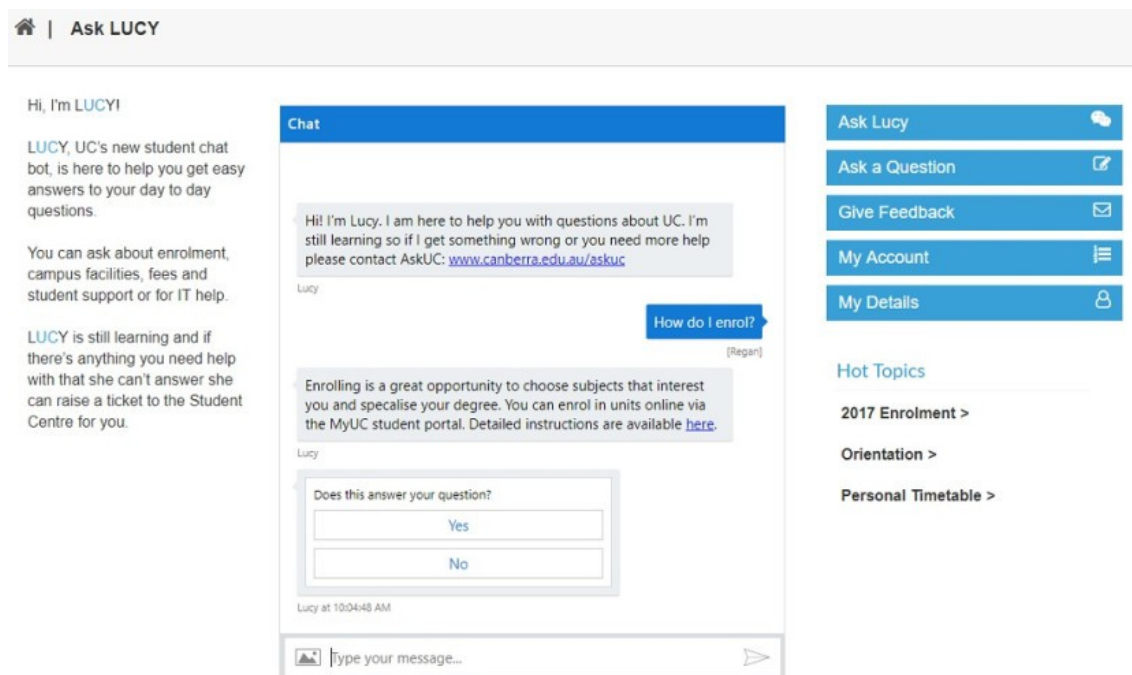 | Ask LUCY
Hi, I'm LUCY!
LUCY, UC's new student chat
bot, is here to help you get easy
answers to your day to day
questions.
You can ask about enrolment,
campus facilities, fees and
student support or for IT help.
LUCY is still learning and if
there's anything you need help
with that she can't answer she
can raise a ticket to the Student
Centre for you.
Chat
Hi! I'm Lucy. I am here to help you with questions about UC. I'm
still learning so if I get something wrong or you need more help
please contact AskUC: www.canberra.edu.au/askuc
Lucy
How do I enrol?
[Regan]
Enrolling is a great opportunity to choose subjects that interest
you and specalise your degree. You can enrol in units online via
the MyUC student portal. Detailed instructions are available here.
Lucy
Does this answer your question?
Yes
No
Lucy at 10:04:48 AM
Type your message...
Ask Lucy
Ask a Question
Give Feedback
My Account
My Details
Hot Topics
2017 Enrolment >
Orientation >
Personal Timetable >